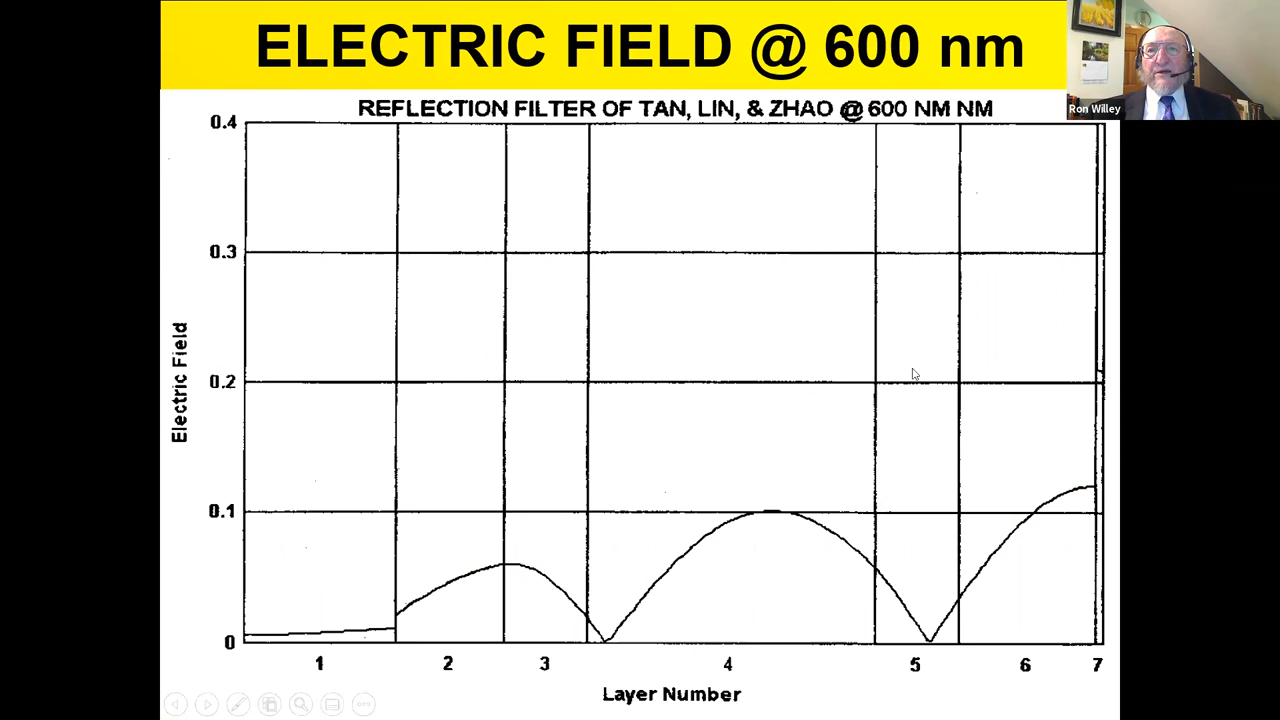 ELECTRIC FIELD @ 600 nm
Ron Willey
REFLECTION FILTER OF TAN, LIN, & ZHAO @ 600 NM NM
0.4
0.3
0.2
0.1
0
Electric Field
1 2 3 4 5 6 7
Layer Number